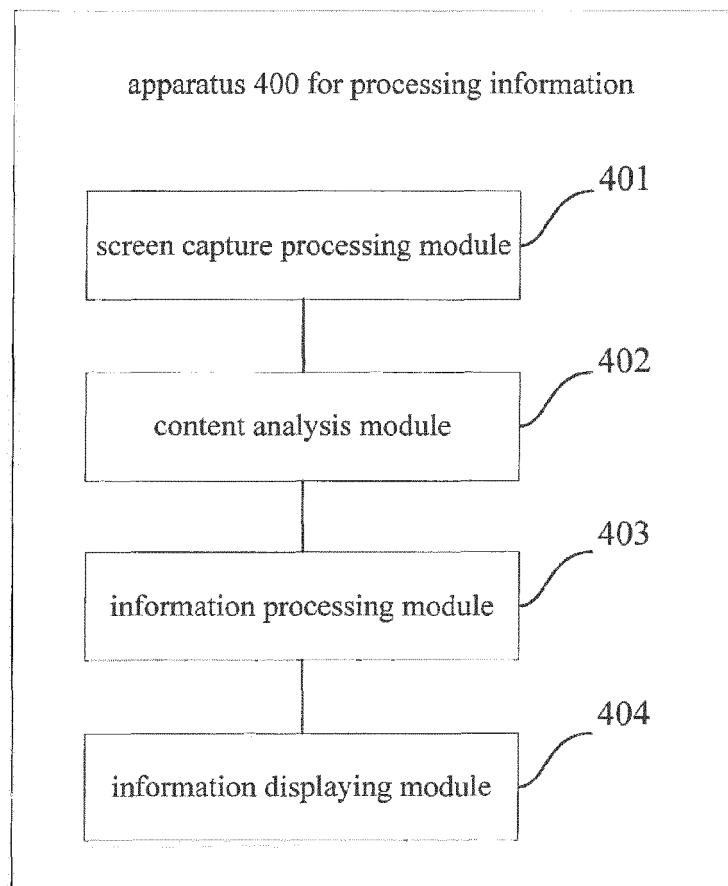 apparatus 400 for processing information
401
screen capture processing module
402
content analysis module
403
information processing module
404
information displaying module